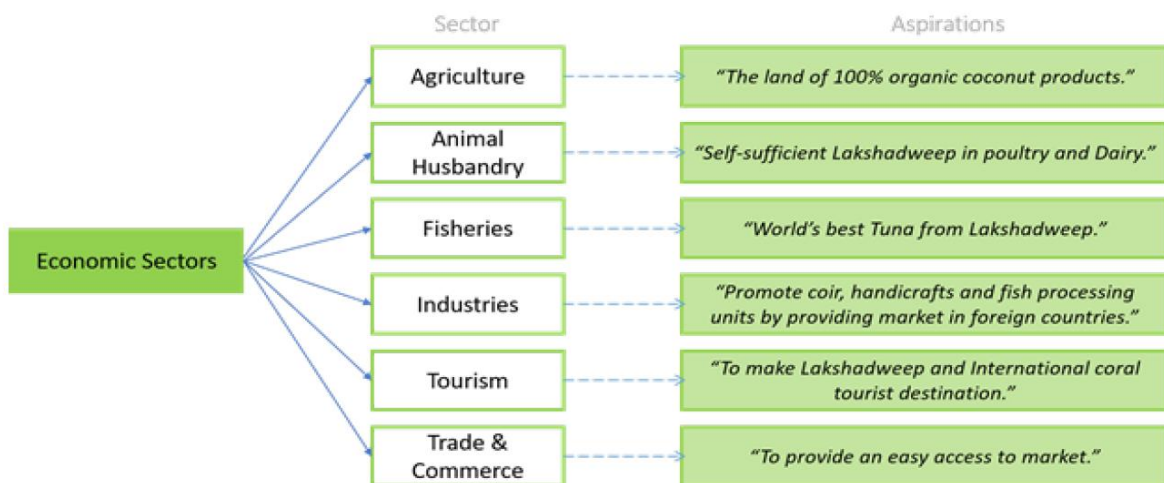 Sector
Aspirations
Agriculture
“The land of 100% organic coconut products.”
Animal
Husbandry
“Self-sufficient Lakshadweep in poultry and Dairy.”
Fisheries
“World’s best Tuna from Lakshadweep.”
Economic Sectors
Industries
“Promote coir, handicrafts and fish processing
units by providing market in foreign countries.”
Tourism
“To make Lakshadweep and International coral
tourist destination.”
Trade &
Commerce
“To provide an easy access to market.”